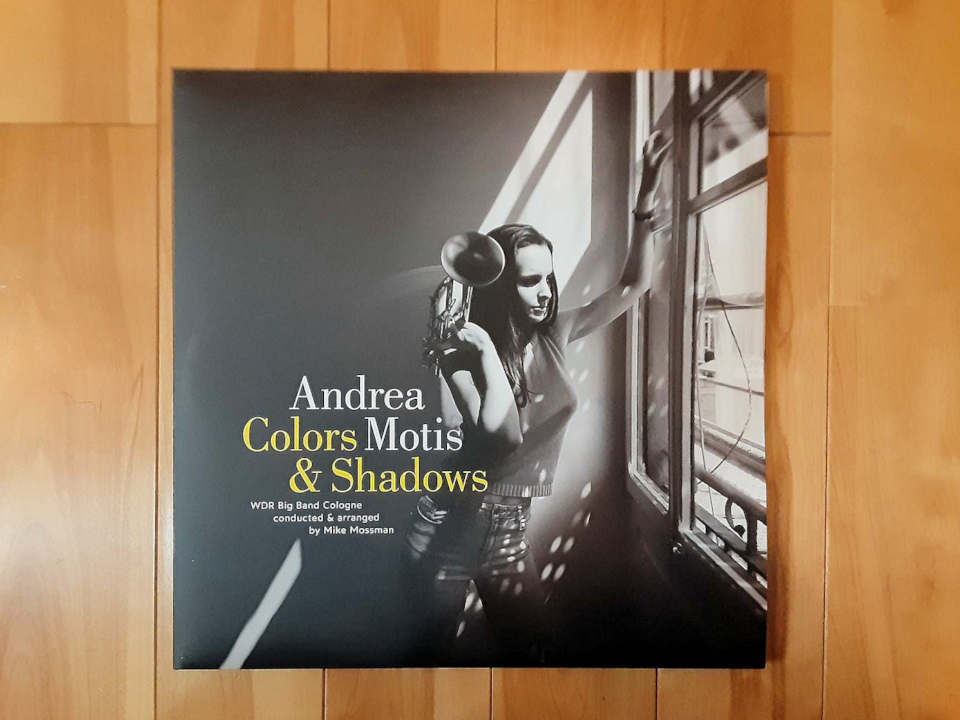 Andrea
Colors Motis
& Shadows
WDR Big Band Cologne
conducted & arranged
by Mike Mossman